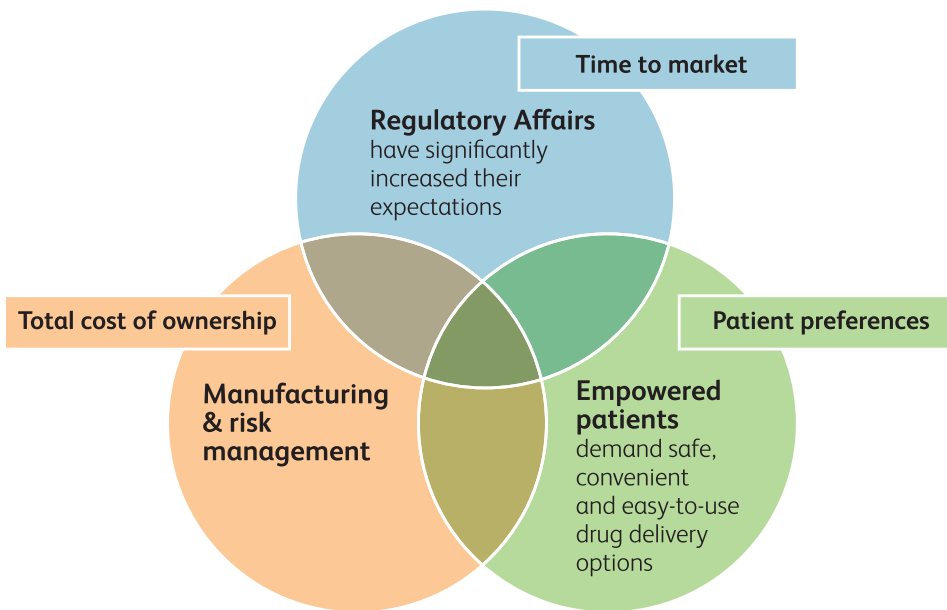 Time to market
Regulatory Affairs
have significantly
increased their
expectations
Total cost of ownership
Patient preferences
Manufacturing
& risk
management
Empowered
patients
demand safe,
convenient
and easy-to-use
drug delivery
options